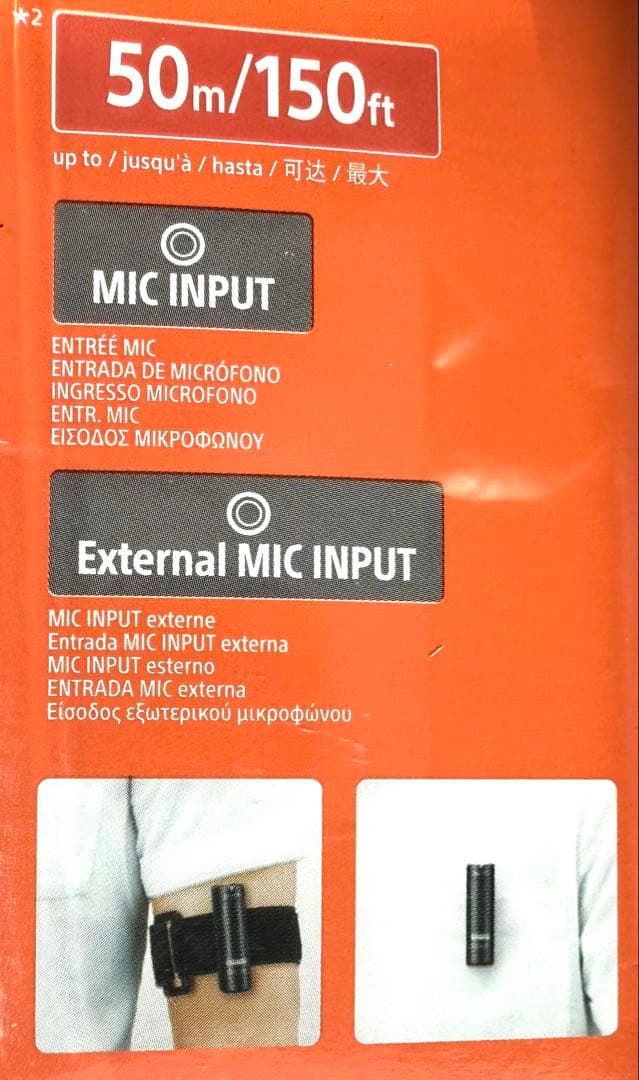 *2
50m/150ft
up to / jusqu'à / hasta / 可达 / 最大
MIC INPUT
ENTRÉÉ MIC
ENTRADA DE MICRÓFONO
INGRESSO MICROFONO
ENTR. MIC
ΕΙΣΟΔΟΣ ΜΙΚΡΟΦΩΝΟΥ
External MIC INPUT
MIC INPUT externe
Entrada MIC INPUT externa
MIC INPUT esterno
ENTRADA MIC externa
Είσοδος εξωτερικού μικροφώνου